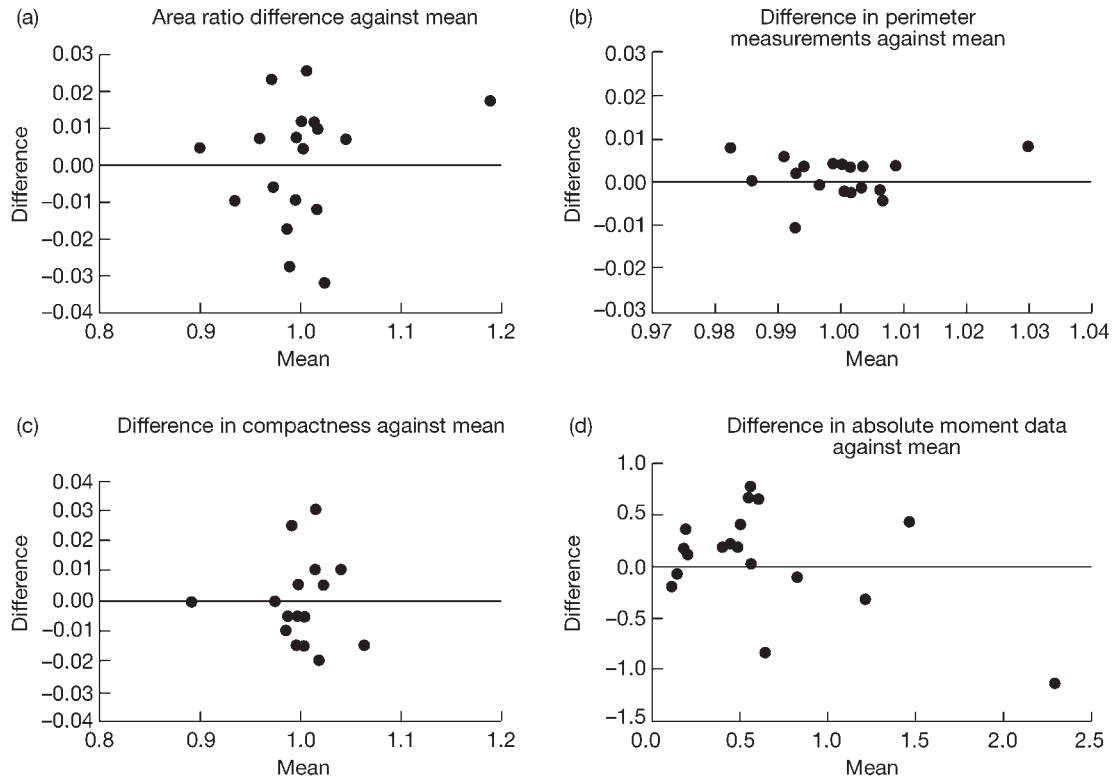 (a) Area ratio difference against mean
0.03
0.02
0.01
0.00
−0.01
−0.02
−0.03
−0.04
Difference
0.8 0.9 1.0 1.1 1.2
Mean
(b) Difference in perimeter
measurements against mean
0.03
0.02
0.01
0.00
−0.01
−0.02
−0.03
Difference
0.97 0.98 0.99 1.00 1.01 1.02 1.03 1.04
Mean
(c) Difference in compactness against mean
0.04
0.03
0.02
0.01
0.00
−0.01
−0.02
−0.03
−0.04
Difference
0.8 0.9 1.0 1.1 1.2
Mean
(d) Difference in absolute moment data
against mean
1.0
0.5
0.0
−0.5
−1.0
−1.5
Difference
0.0 0.5 1.0 1.5 2.0 2.5
Mean